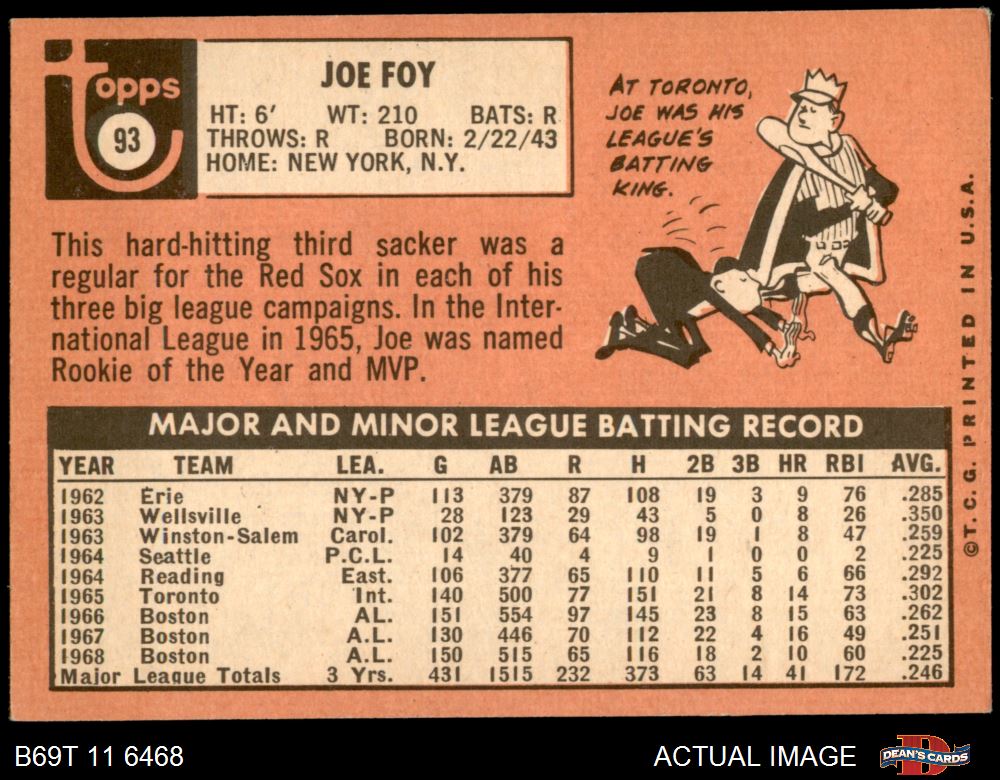 Topps
93
JOE FOY
HT: 6' WT: 210 BATS: R
THROWS: R BORN: 2/22/43
HOME: NEW YORK, N.Y.
AT TORONTO,
JOE WAS HIS
LEAGUE'S
BATTING
KING.
This hard-hitting third sacker was a
regular for the Red Sox in each of his
three big league campaigns. In the Inter-
national League in 1965, Joe was named
Rookie of the Year and MVP.
MAJOR AND MINOR LEAGUE BATTING RECORD
YEAR TEAM LEA. G AB R H 2B 3B HR RBI AVG.
1962 Erie NY-P 113 379 87 108 19 3 9 76 .285
1963 Wellsville NY-P 28 123 29 43 5 0 8 26 .350
1963 Winston-Salem Carol. 102 379 64 98 19 1 8 47 .259
1964 Seattle P.C.L. 14 40 4 9 1 0 0 2 .225
1964 Reading East. 106 377 65 110 11 5 6 66 .292
1965 Toronto Int. 140 500 77 151 21 8 14 73 .302
1966 Boston AL. 151 554 97 145 23 8 15 63 .262
1967 Boston A.L. 130 446 70 112 22 4 16 49 .251
1968 Boston A.L. 150 515 65 116 18 2 10 60 .225
Major League Totals 3 Yrs. 431 1515 232 373 63 14 41 172 .246
©T.C.G. PRINTED IN U.S.A.
B69T 11 6468
ACTUAL IMAGE
DEAN'S CARDS